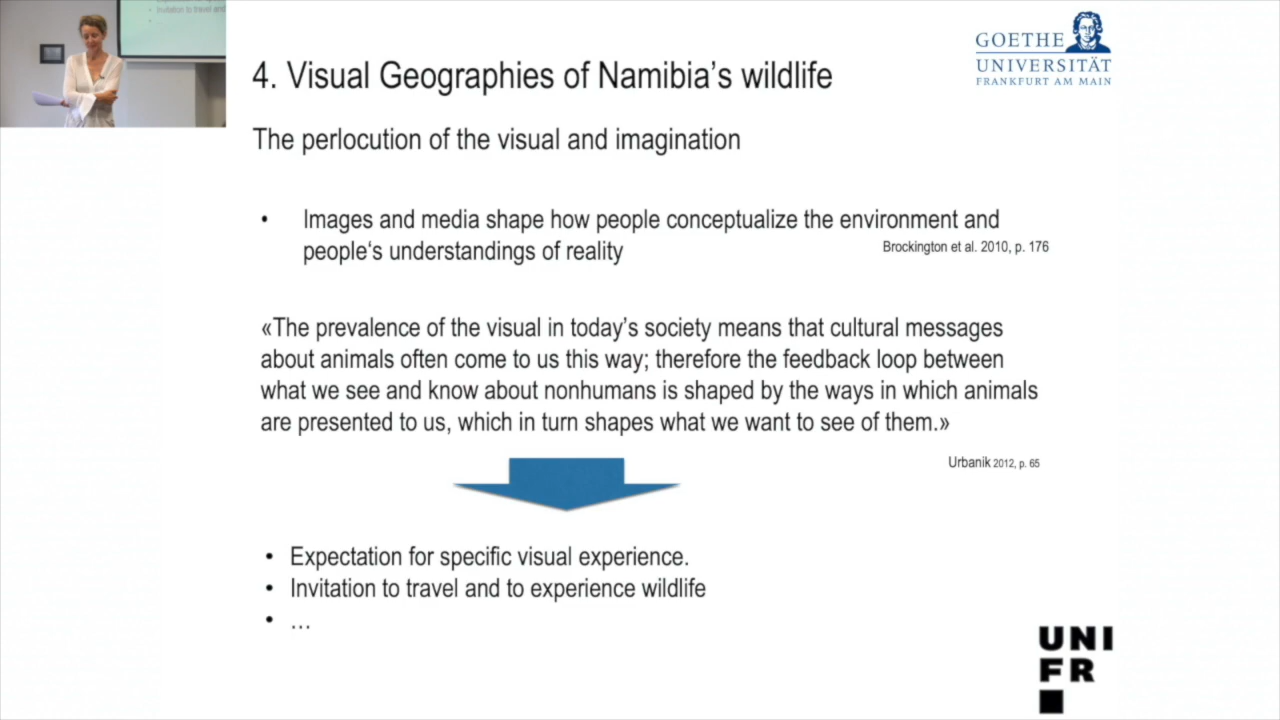 Invitation to travel and
GOETHE
UNIVERSITÄT
FRANKFURT AM MAIN
4. Visual Geographies of Namibia's wildlife
The perlocution of the visual and imagination
• Images and media shape how people conceptualize the environment and
people‘s understandings of reality
Brockington et al. 2010, p. 176
«The prevalence of the visual in today's society means that cultural messages
about animals often come to us this way; therefore the feedback loop between
what we see and know about nonhumans is shaped by the ways in which animals
are presented to us, which in turn shapes what we want to see of them.»
Urbanik 2012, p. 65
• Expectation for specific visual experience.
• Invitation to travel and to experience wildlife
• …
UNI
FR